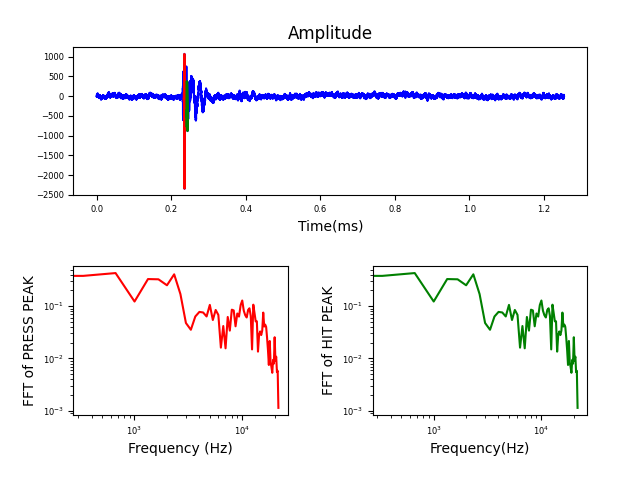 Amplitude
1000
500
0
−500
−1000
−1500
−2000
−2500
0.0 0.2 0.4 0.6 0.8 1.0 1.2
Time(ms)
FFT of PRESS PEAK
10⁻¹
10⁻²
10⁻³
10³ 10⁴
Frequency (Hz)
FFT of HIT PEAK
10⁻¹
10⁻²
10⁻³
10³ 10⁴
Frequency(Hz)